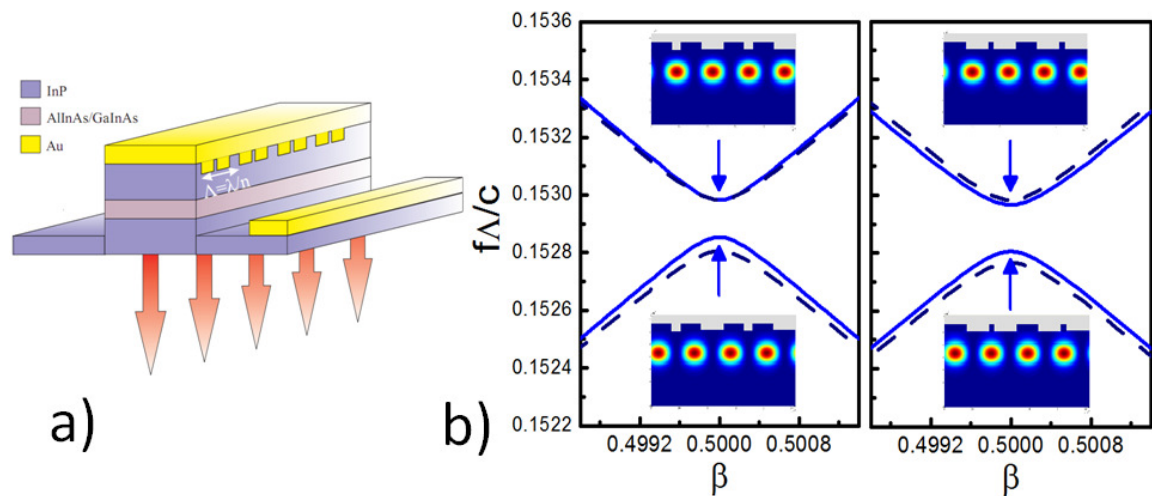 InP
AlInAs/GaInAs
Au
Λ=λ/n
a)
b)
fΛ/c
0.1536
0.1534
0.1532
0.1530
0.1528
0.1526
0.1524
0.1522
0.4992 0.5000 0.5008
β
0.4992 0.5000 0.5008
β